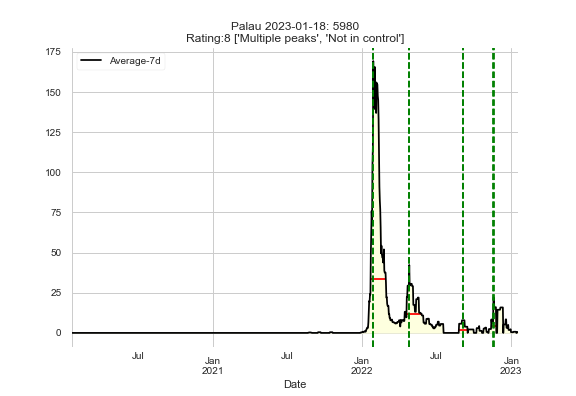 Palau 2023-01-18: 5980
Rating:8 ['Multiple peaks', 'Not in control']
Average-7d
175
150
125
100
75
50
25
0
Jul
Jan
2021
Jul
Jan
2022
Jul
Jan
2023
Date